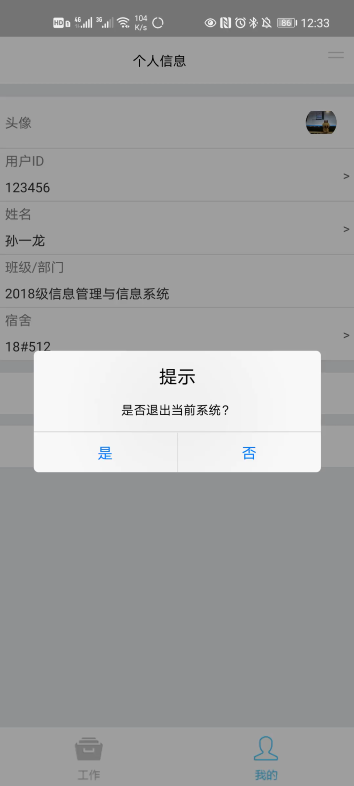 HD 1 4G 3G 104 K/s 86 12:33
个人信息
头像
用户ID
123456
>
姓名
孙一龙
>
班级/部门
2018级信息管理与信息系统
宿舍
18#512
>
提示
是否退出当前系统?
是 否
工作 我的